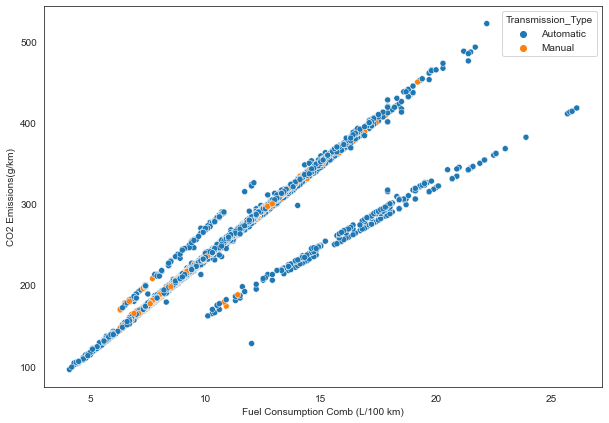 Transmission_Type
Automatic
Manual
500
400
300
200
100
CO2 Emissions(g/km)
5
10
15
20
25
Fuel Consumption Comb (L/100 km)